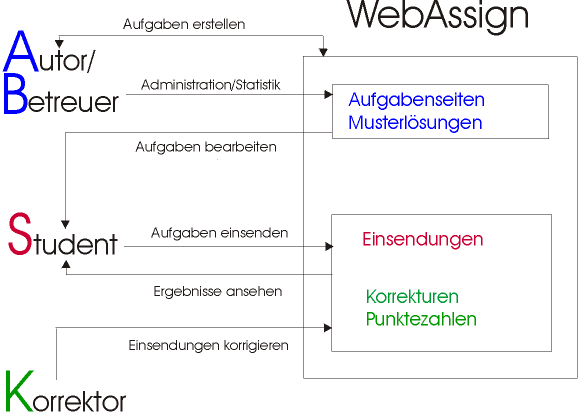 WebAssign
Aufgaben erstellen
Autor/
Betreuer
Administration/Statistik
Aufgabenseiten
Musterlösungen
Aufgaben bearbeiten
Student
Aufgaben einsenden
Einsendungen
Ergebnisse ansehen
Korrekturen
Punktezahlen
Einsendungen korrigieren
Korrektor